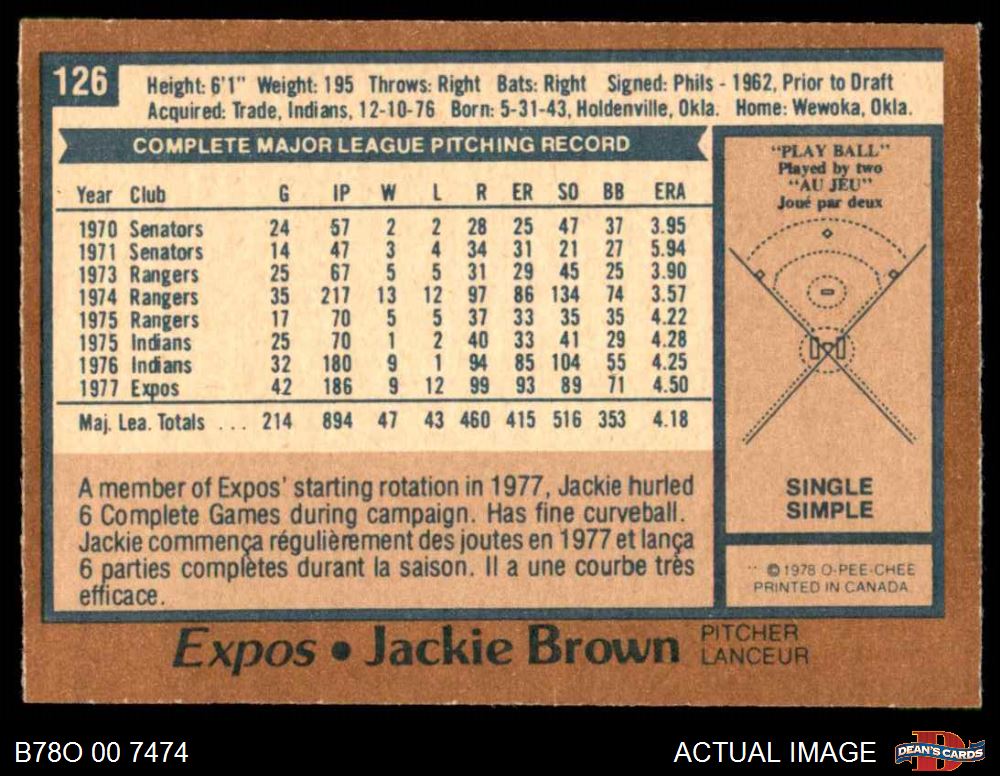 126
Height: 6'1" Weight: 195 Throws: Right Bats: Right Signed: Phils - 1962, Prior to Draft
Acquired: Trade, Indians, 12-10-76 Born: 5-31-43, Holdenville, Okla. Home: Wewoka, Okla.
COMPLETE MAJOR LEAGUE PITCHING RECORD
Year Club G IP W L R ER SO BB ERA
1970 Senators 24 57 2 2 28 25 47 37 3.95
1971 Senators 14 47 3 4 34 31 21 27 5.94
1973 Rangers 25 67 5 5 31 29 45 25 3.90
1974 Rangers 35 217 13 12 97 86 134 74 3.57
1975 Rangers 17 70 5 5 37 33 35 35 4.22
1975 Indians 25 70 1 2 40 33 41 29 4.28
1976 Indians 32 180 9 1 94 85 104 55 4.25
1977 Expos 42 186 9 12 99 93 89 71 4.50
Maj. Lea. Totals ... 214 894 47 43 460 415 516 353 4.18
"PLAY BALL"
Played by two
"AU JEU"
Joué par deux
SINGLE
SIMPLE
A member of Expos' starting rotation in 1977, Jackie hurled
6 Complete Games during campaign. Has fine curveball.
Jackie commença régulièrement des joutes en 1977 et lança
6 parties complètes durant la saison. Il a une courbe très
efficace.
© 1978 O-PEE-CHEE
PRINTED IN CANADA
Expos • Jackie Brown PITCHER
LANCEUR
B78O 00 7474
ACTUAL IMAGE
DEAN'S CARDS